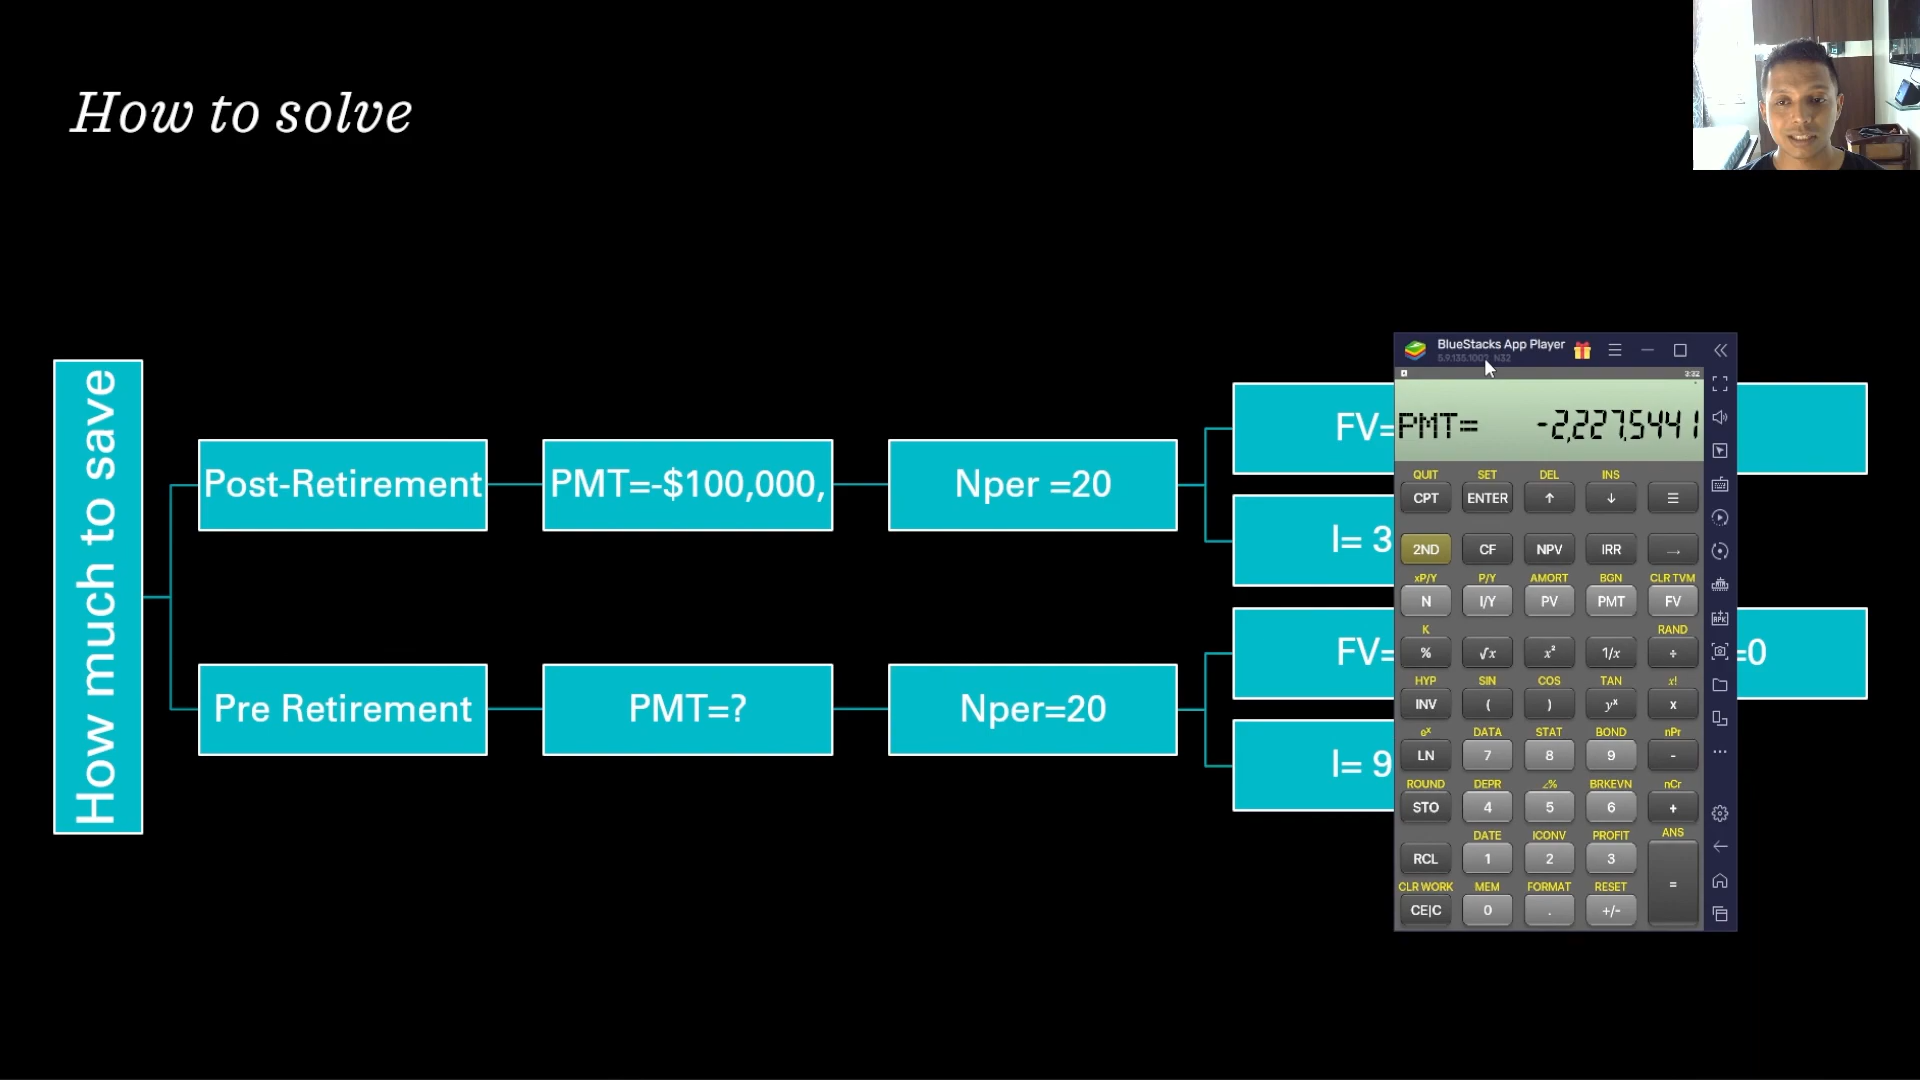 How to solve
How much to save
Post-Retirement
PMT=-$100,000,
Nper =20
FV=
I= 3
Pre Retirement
PMT=?
Nper=20
FV=
=0
I= 9
BlueStacks App Player
3:22
PMT= -2,227.5441
QUIT SET DEL INS
CPT ENTER ↑ ↓ ☰
2ND CF NPV IRR →
xP/Y P/Y AMORT BGN CLR TVM
N I/Y PV PMT FV
K RAND
% √x x² 1/x ÷
HYP SIN COS TAN x!
INV ( ) yˣ x
eˣ DATA STAT BOND nPr
LN 7 8 9 -
ROUND DEPR ∠% BRKEVN nCr
STO 4 5 6 +
DATE ICONV PROFIT ANS
RCL 1 2 3 =
CLR WORK MEM FORMAT RESET
CE|C 0 . +/-